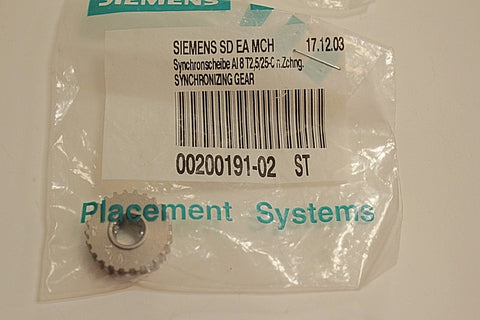 SIEMENS
SIEMENS SD EA MCH 17.12.03
Synchronscheibe Al 8 T2,5/25-C n.Zchng.
SYNCHRONIZING GEAR
00200191-02 ST
Placement Systems